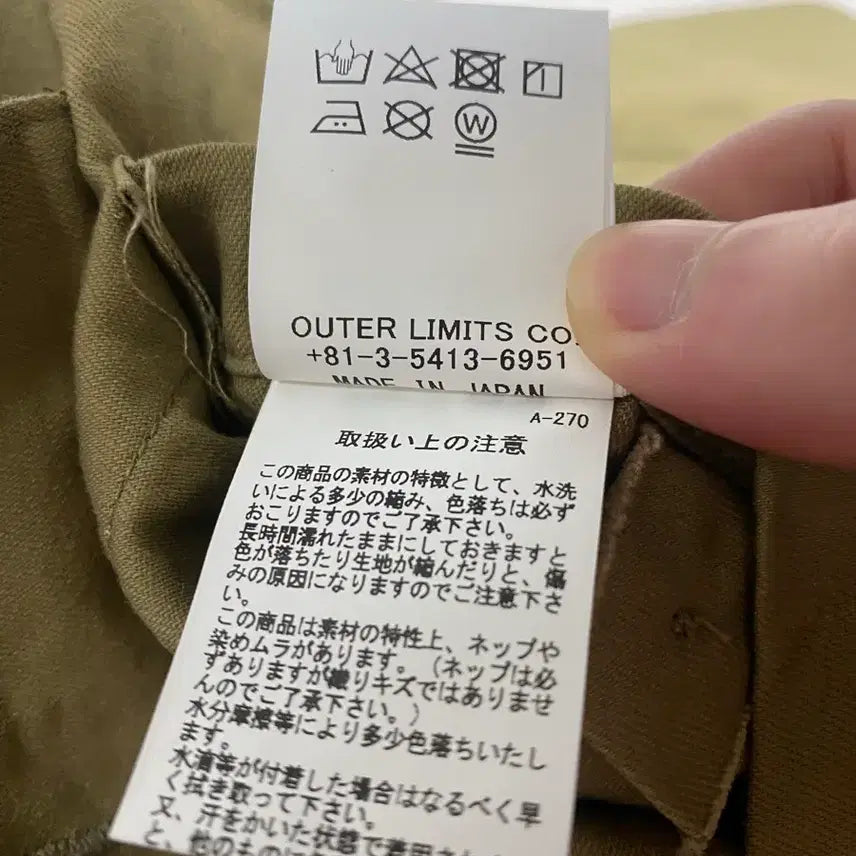 W
OUTER LIMITS CO.
+81-3-5413-6951
MADE IN JAPAN
A-270
取扱い上の注意
この商品の素材の特徴として、水洗
いによる多少の縮み、色落ちは必ず
おこりますのでご了承下さい。
長時間濡れたままにしておきますと
色が落ちたり生地が縮んだりと、傷
みの原因になりますのでご注意下さ
い。
この商品は素材の特性上、ネップや
染めムラがあります。（ネップは必
ずありますが織りキズではありませ
んのでご了承下さい。）
水分摩擦等により多少色落ちいたし
ます。
水滴等が付着した場合はなるべく早
く拭き取って下さい。
又、汗をかいた状態で着用され
と、他のものに